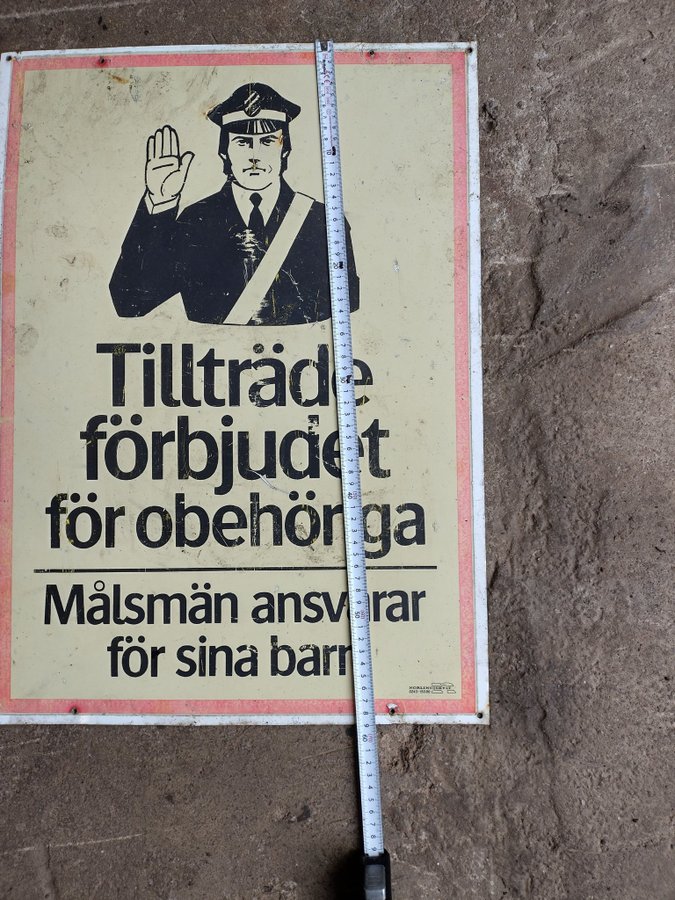 Tillträde
förbjudet
för obehöriga
Målsmän ansvarar
för sina barn